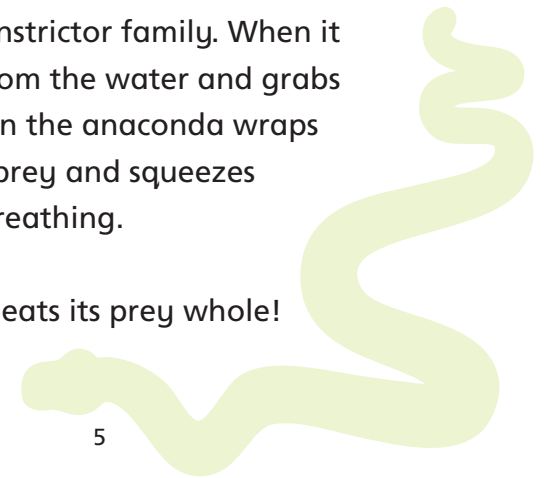 nstrictor family. When it
om the water and grabs
n the anaconda wraps
prey and squeezes
reathing.
eats its prey whole!
5